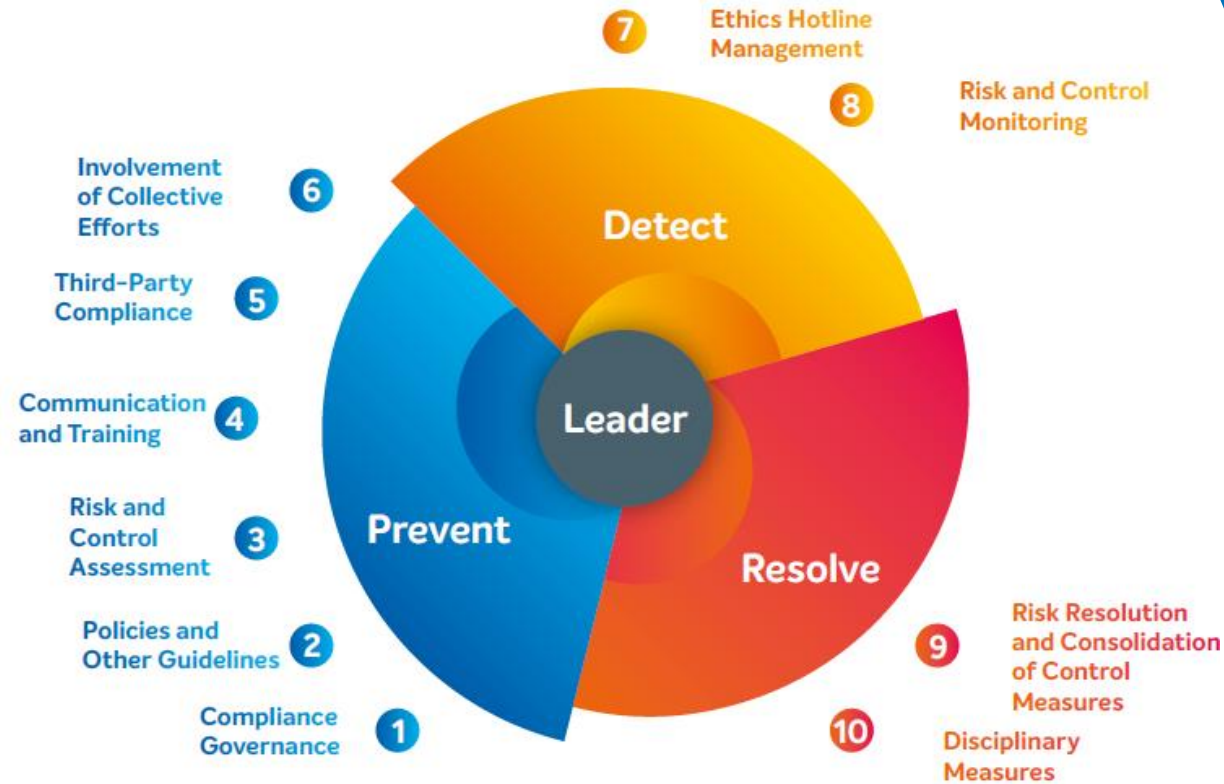 7
Ethics Hotline
Management
8
Risk and Control
Monitoring
Involvement
of Collective
Efforts
6
Detect
Third-Party
Compliance
5
Communication
and Training
4
Leader
Risk and
Control
Assessment
3
Prevent
Resolve
Policies and
Other Guidelines
2
9
Risk Resolution
and Consolidation
of Control
Measures
Compliance
Governance
1
10
Disciplinary
Measures